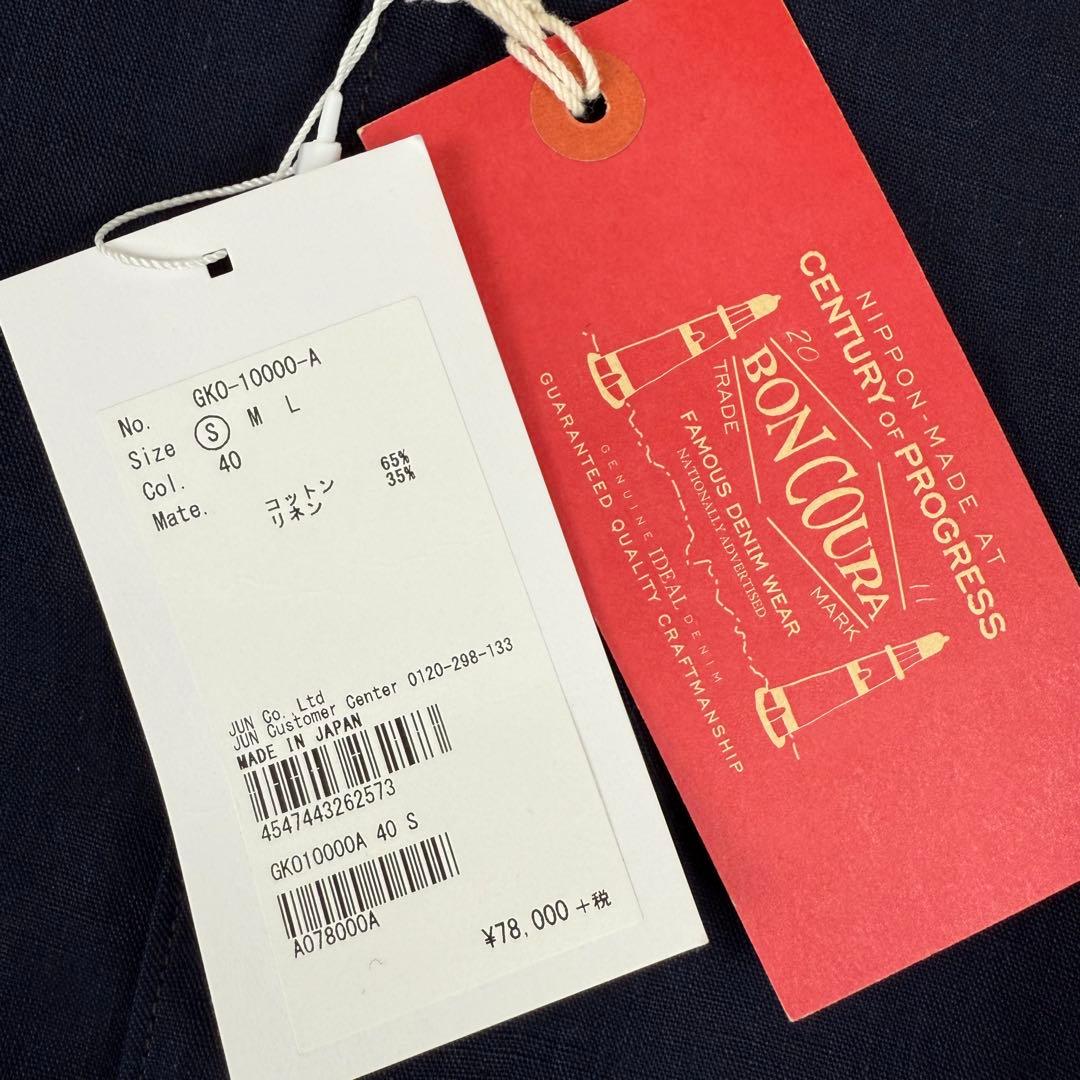 No. GKO-10000-A
Size S M L
Col. 40
Mate. コットン 65%
リネン 35%
JUN Co. Ltd
JUN Customer Center 0120-298-133
MADE IN JAPAN
4547443262573
GKO10000A 40 S
A078000A
¥78,000 +税
NIPPON-MADE AT
CENTURY OF PROGRESS
20 11
BONCOURA
TRADE MARK
FAMOUS DENIM WEAR
NATIONALLY ADVERTISED
GENUINE IDEAL DENIM
GUARANTEED QUALITY CRAFTMANSHIP